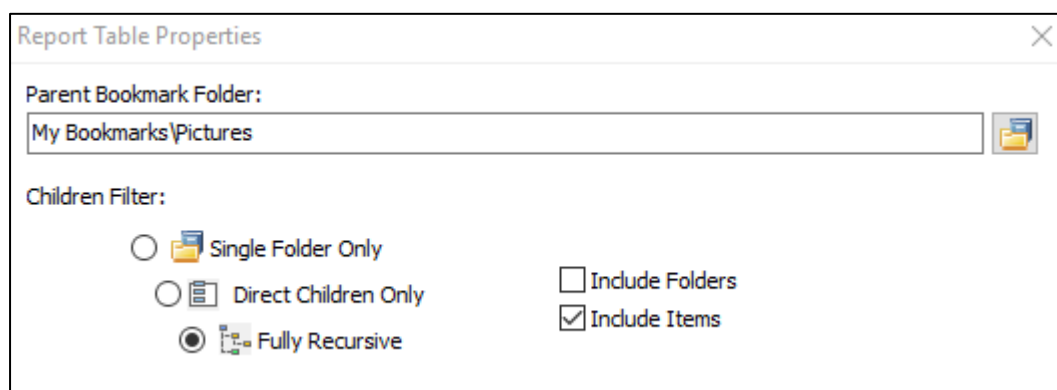 Report Table Properties
Parent Bookmark Folder:
My Bookmarks\Pictures
Children Filter:
Single Folder Only
Direct Children Only
Fully Recursive
Include Folders
Include Items